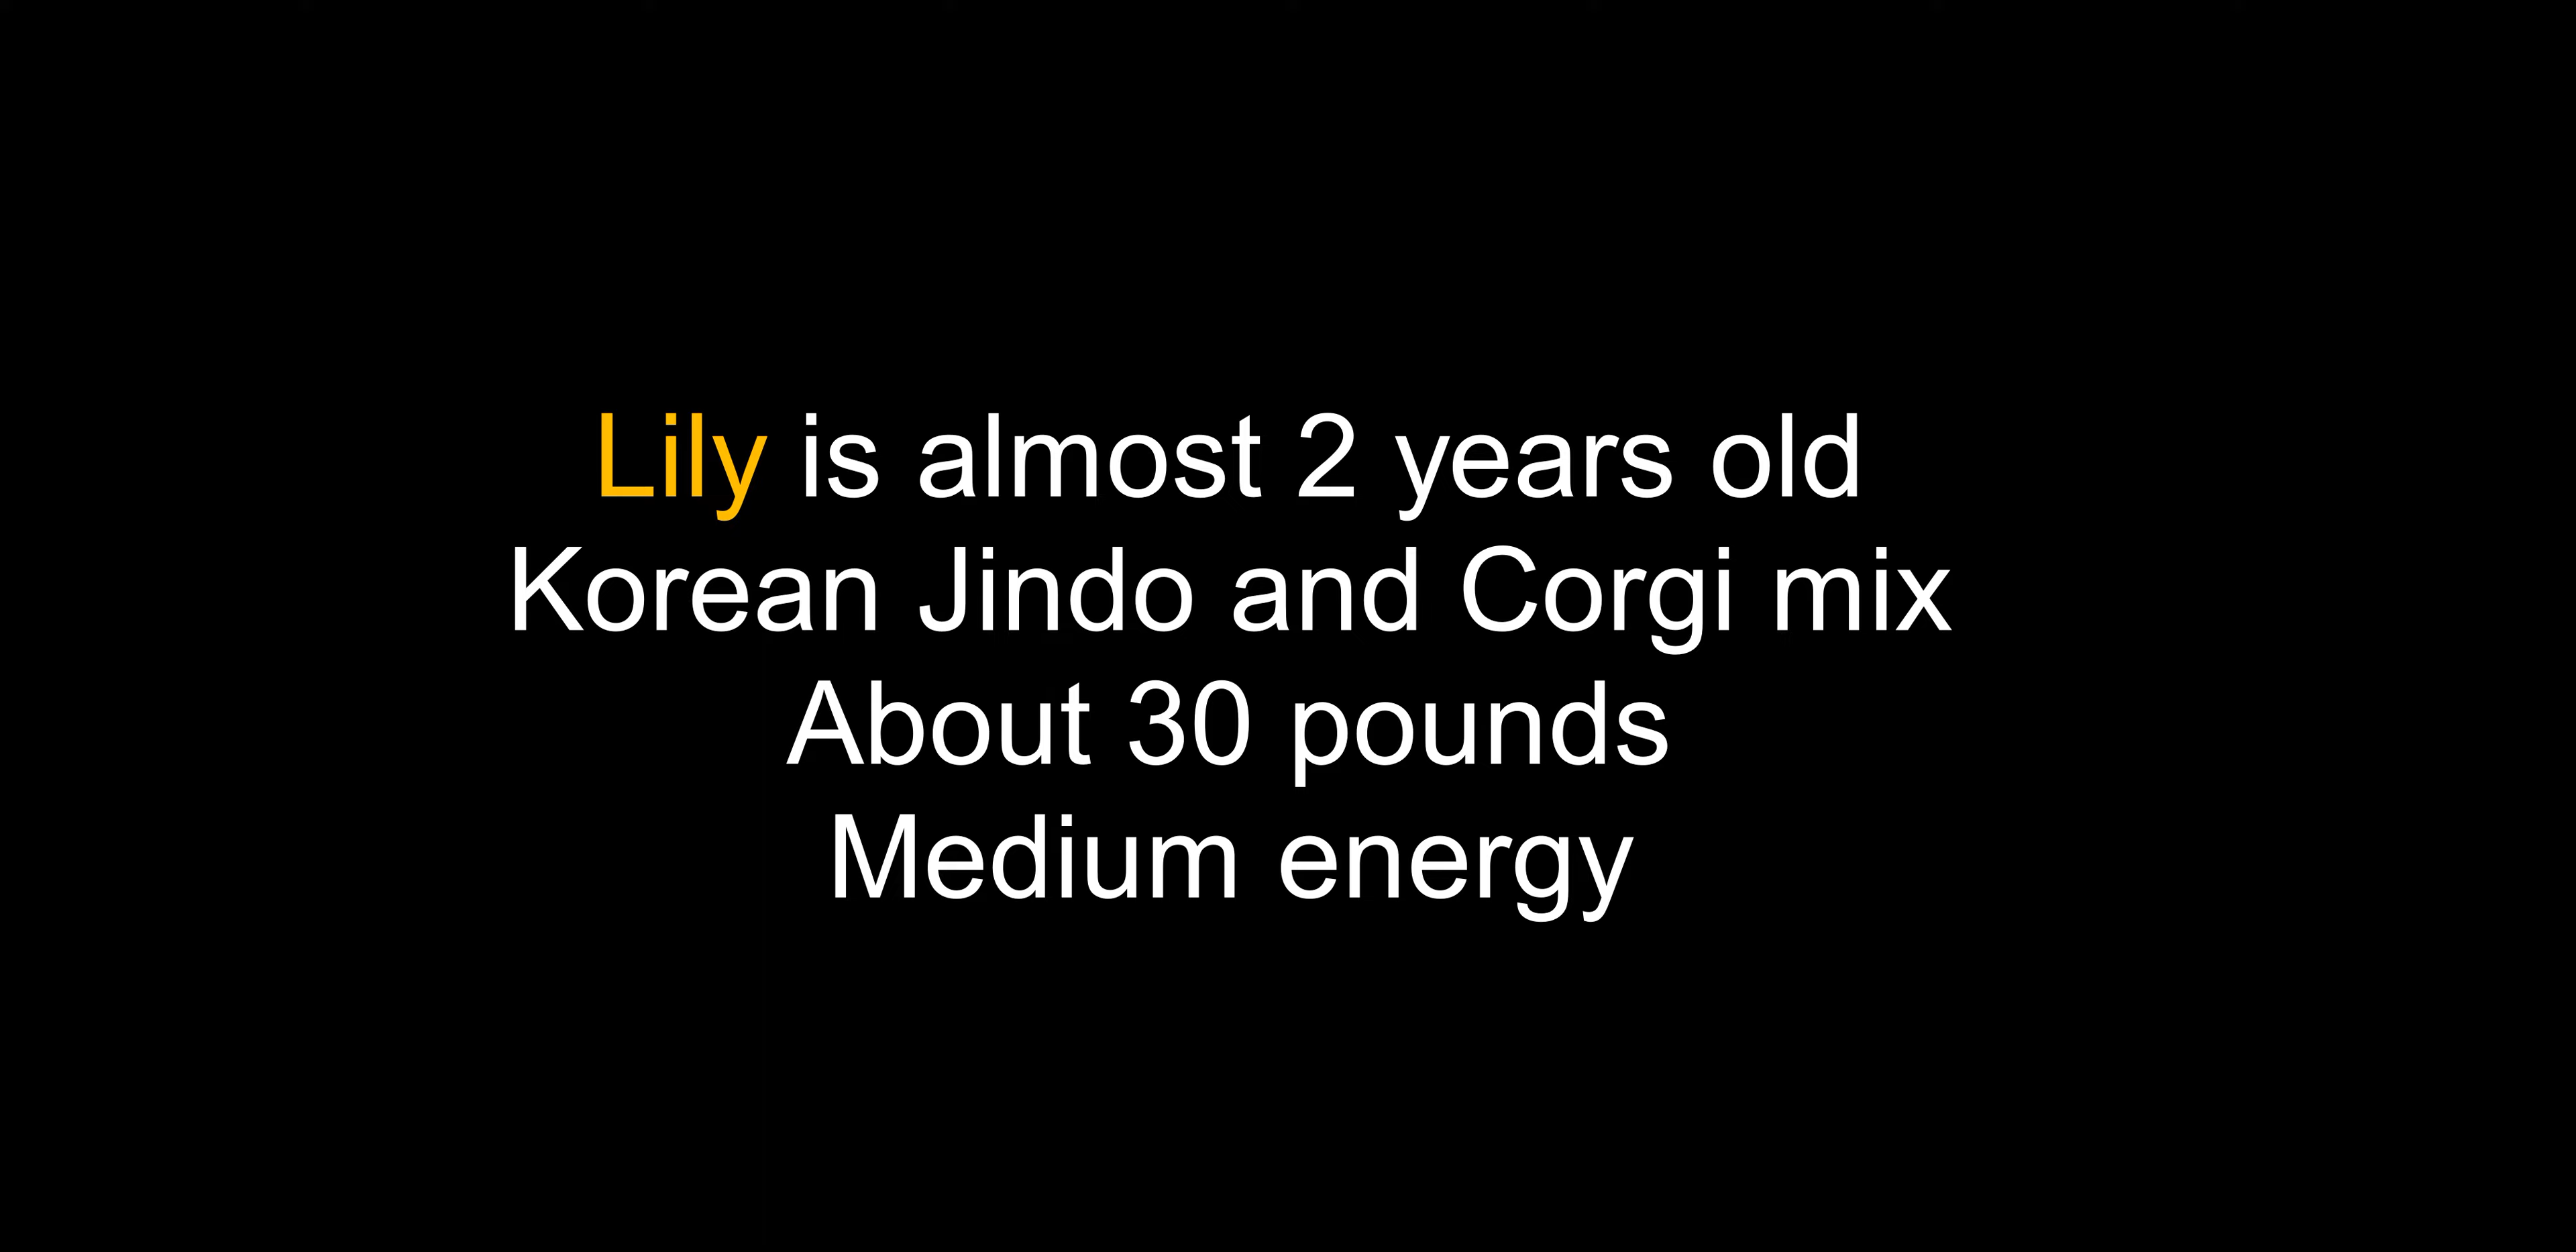 Lily is almost 2 years old
Korean Jindo and Corgi mix
About 30 pounds
Medium energy